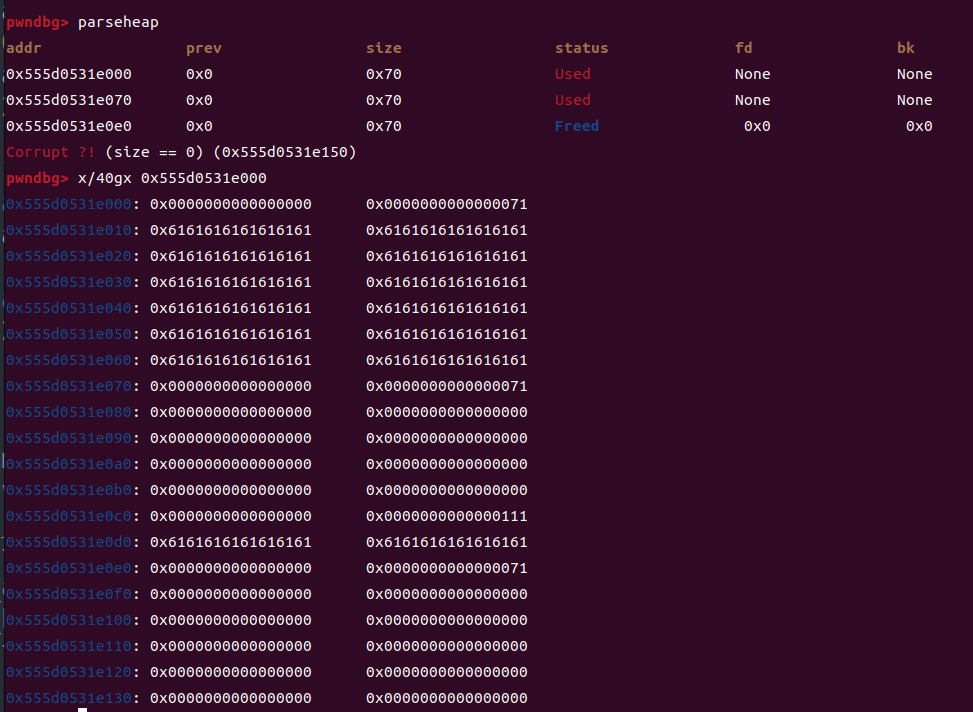 pwndbg> parseheap
addr prev size status fd bk
0x555d0531e000 0x0 0x70 Used None None
0x555d0531e070 0x0 0x70 Used None None
0x555d0531e0e0 0x0 0x70 Freed 0x0 0x0
Corrupt ?! (size == 0) (0x555d0531e150)
pwndbg> x/40gx 0x555d0531e000
0x555d0531e000: 0x0000000000000000 0x0000000000000071
0x555d0531e010: 0x6161616161616161 0x6161616161616161
0x555d0531e020: 0x6161616161616161 0x6161616161616161
0x555d0531e030: 0x6161616161616161 0x6161616161616161
0x555d0531e040: 0x6161616161616161 0x6161616161616161
0x555d0531e050: 0x6161616161616161 0x6161616161616161
0x555d0531e060: 0x6161616161616161 0x6161616161616161
0x555d0531e070: 0x0000000000000000 0x0000000000000071
0x555d0531e080: 0x0000000000000000 0x0000000000000000
0x555d0531e090: 0x0000000000000000 0x0000000000000000
0x555d0531e0a0: 0x0000000000000000 0x0000000000000000
0x555d0531e0b0: 0x0000000000000000 0x0000000000000000
0x555d0531e0c0: 0x0000000000000000 0x0000000000000111
0x555d0531e0d0: 0x6161616161616161 0x6161616161616161
0x555d0531e0e0: 0x0000000000000000 0x0000000000000071
0x555d0531e0f0: 0x0000000000000000 0x0000000000000000
0x555d0531e100: 0x0000000000000000 0x0000000000000000
0x555d0531e110: 0x0000000000000000 0x0000000000000000
0x555d0531e120: 0x0000000000000000 0x0000000000000000
0x555d0531e130: 0x0000000000000000 0x0000000000000000